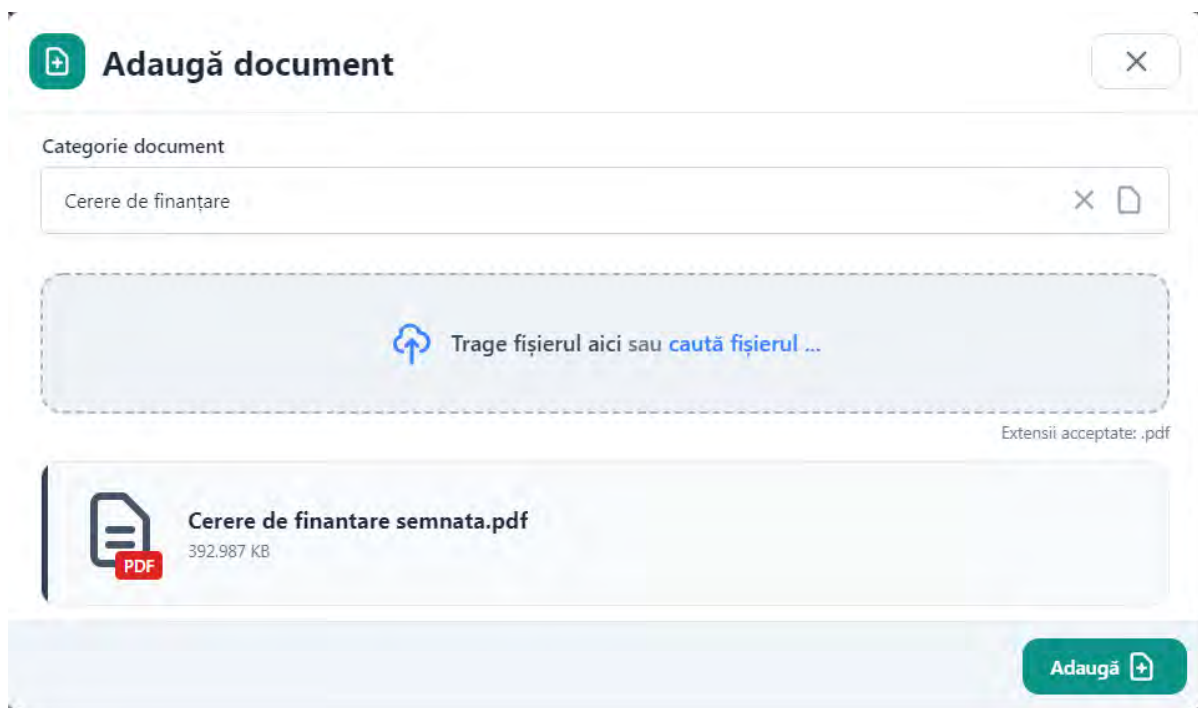 Adaugă document
Categorie document
Cerere de finanțare
Trage fișierul aici sau caută fișierul ...
Extensii acceptate: .pdf
Cerere de finantare semnata.pdf
392.987 KB
PDF
Adaugă